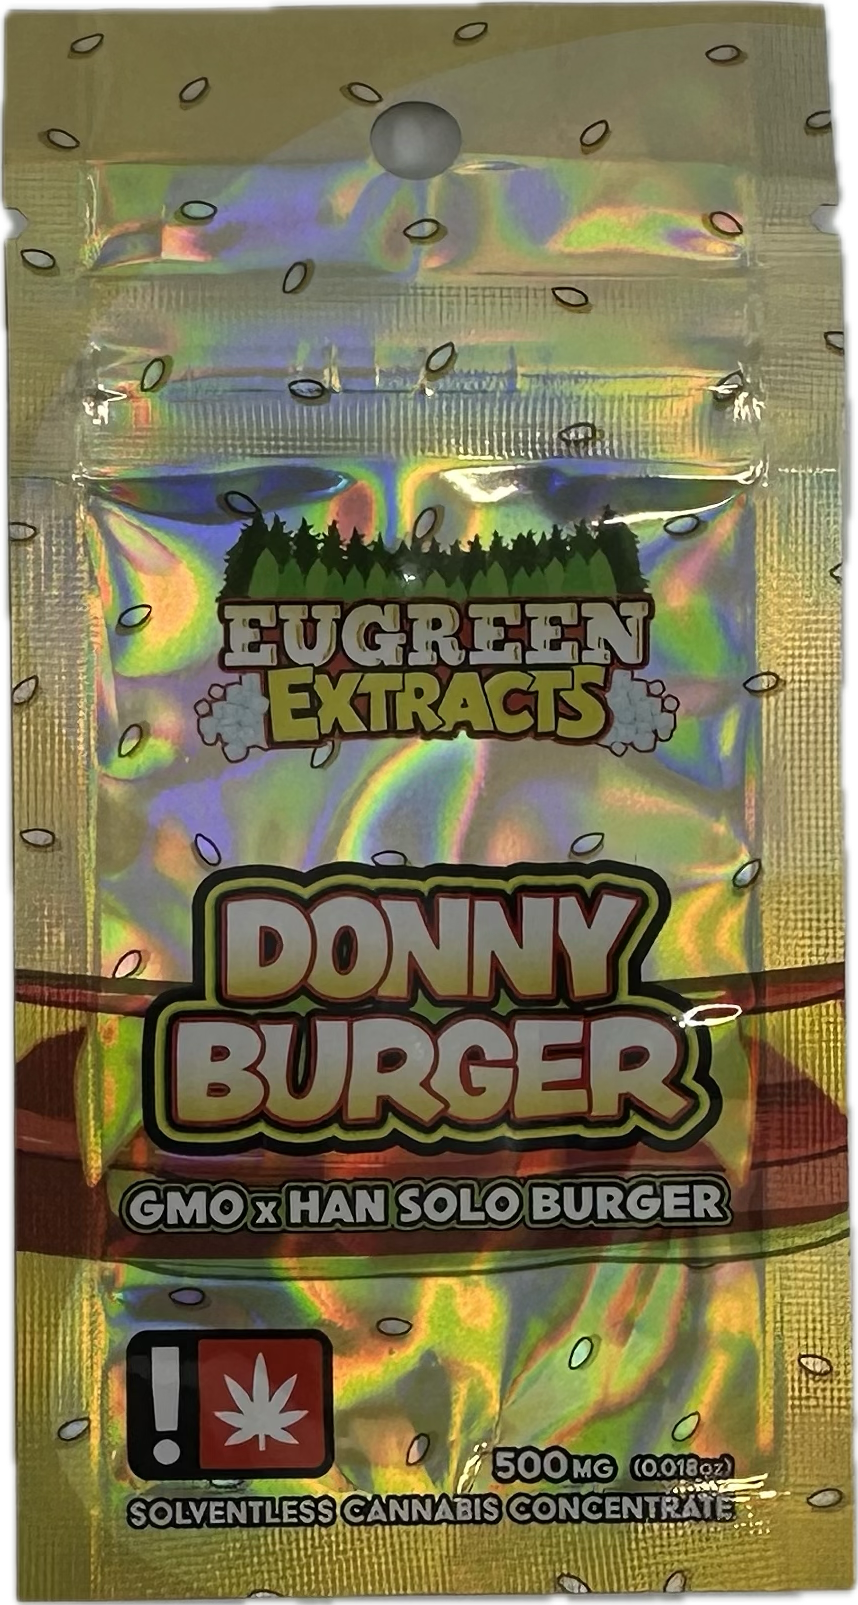 EUGREEN
EXTRACTS
DONNY
BURGER
GMO x HAN SOLO BURGER
!
500MG (0.018oz)
SOLVENTLESS CANNABIS CONCENTRATE